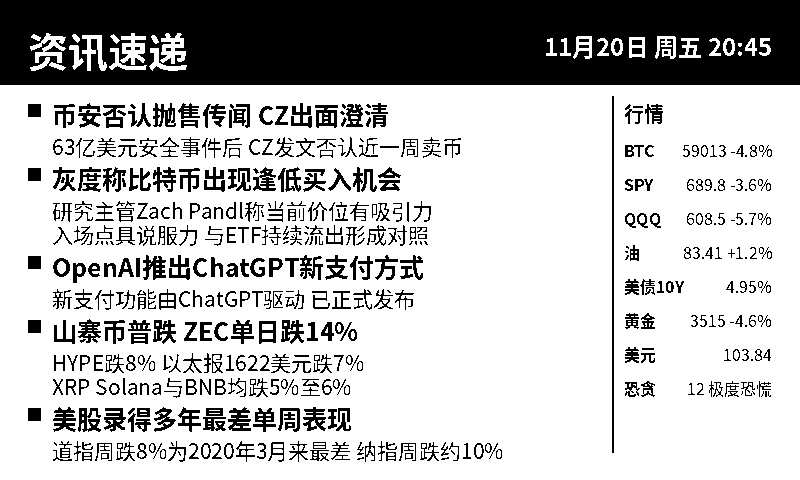 资讯速递
11月20日 周五 20:45
币安否认抛售传闻 CZ出面澄清
63亿美元安全事件后 CZ发文否认近一周卖币
灰度称比特币出现逢低买入机会
研究主管Zach Pandl称当前价位有吸引力
入场点具说服力 与ETF持续流出形成对照
OpenAI推出ChatGPT新支付方式
新支付功能由ChatGPT驱动 已正式发布
山寨币普跌 ZEC单日跌14%
HYPE跌8% 以太报1622美元跌7%
XRP Solana与BNB均跌5%至6%
美股录得多年最差单周表现
道指周跌8%为2020年3月来最差 纳指周跌约10%
行情
BTC 59013 -4.8%
SPY 689.8 -3.6%
QQQ 608.5 -5.7%
油 83.41 +1.2%
美债10Y 4.95%
黄金 3515 -4.6%
美元 103.84
恐贪 12 极度恐慌